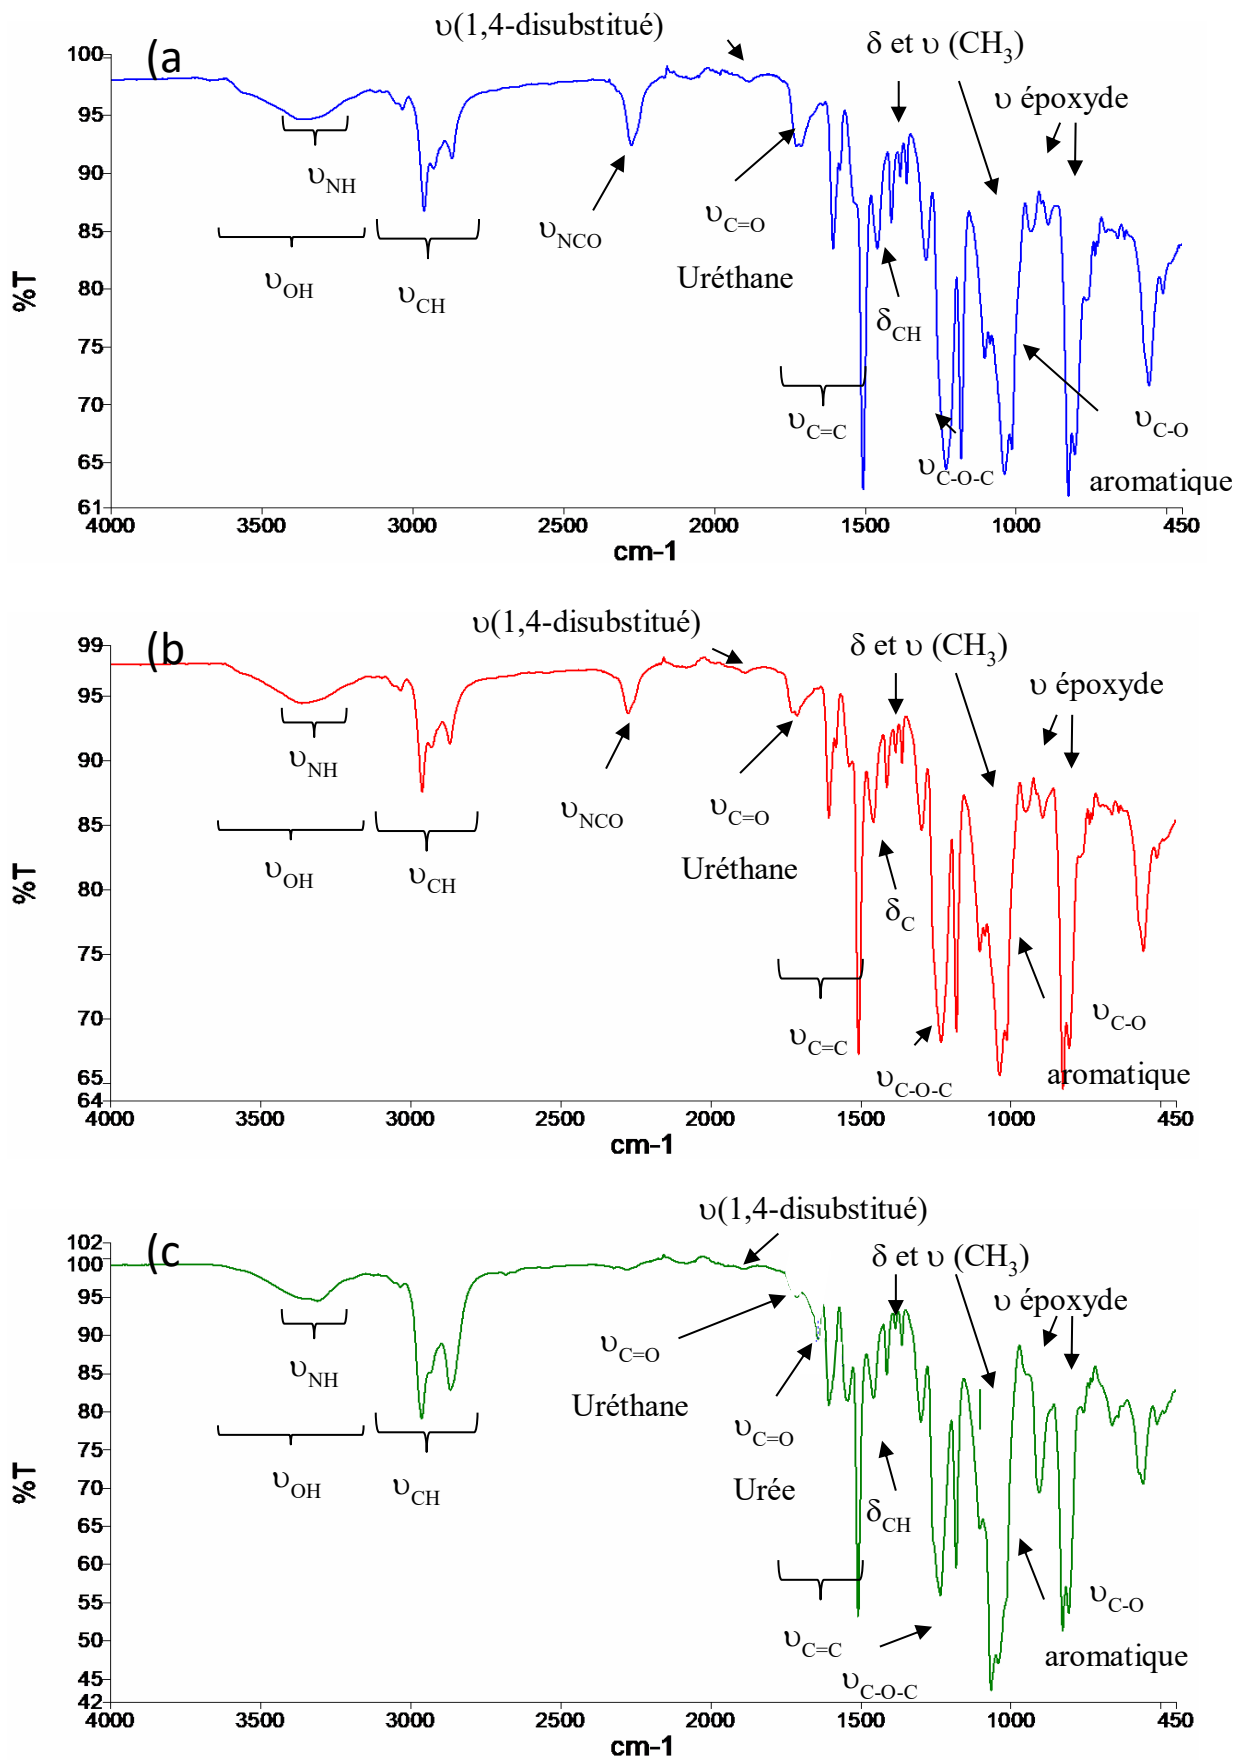 υ(1,4-disubstitué)
(a
δ et υ (CH3)
υ époxyde
100
95
90
85
80
75
70
65
61
%T
υNH
υOH
υCH
υNCO
υC=O
Uréthane
δCH
υC=C
υC-O-C
υC-O
aromatique
4000 3500 3000 2500 2000 1500 1000 450
cm-1
υ(1,4-disubstitué)
(b
δ et υ (CH3)
υ époxyde
99
95
90
85
80
75
70
65
64
%T
υNH
υOH
υCH
υNCO
υC=O
Uréthane
δC
υC=C
υC-O-C
υC-O
aromatique
4000 3500 3000 2500 2000 1500 1000 450
cm-1
υ(1,4-disubstitué)
(c
δ et υ (CH3)
υ époxyde
102
100
95
90
85
80
75
70
65
60
55
50
45
42
%T
υNH
υOH
υCH
υC=O
Uréthane
υC=O
Urée
δCH
υC=C
υC-O-C
υC-O
aromatique
4000 3500 3000 2500 2000 1500 1000 450
cm-1